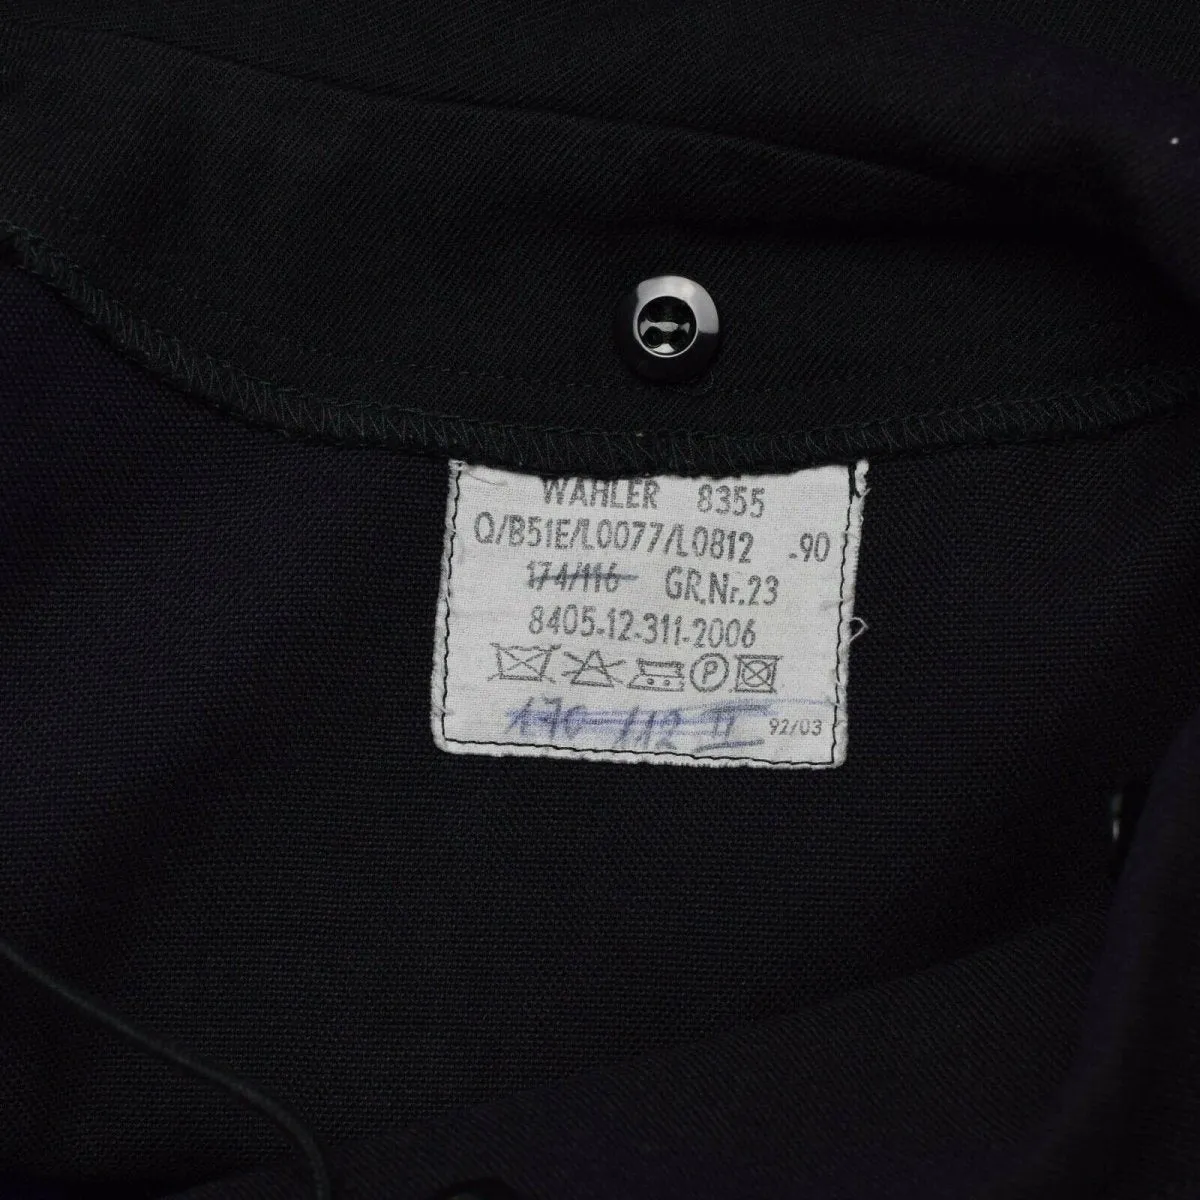 WAHLER 8355
Q/B51E/L0077/L0812 -90
174/116 GR.Nr.23
8405-12-311-2006
P
170 /112 II 92/03